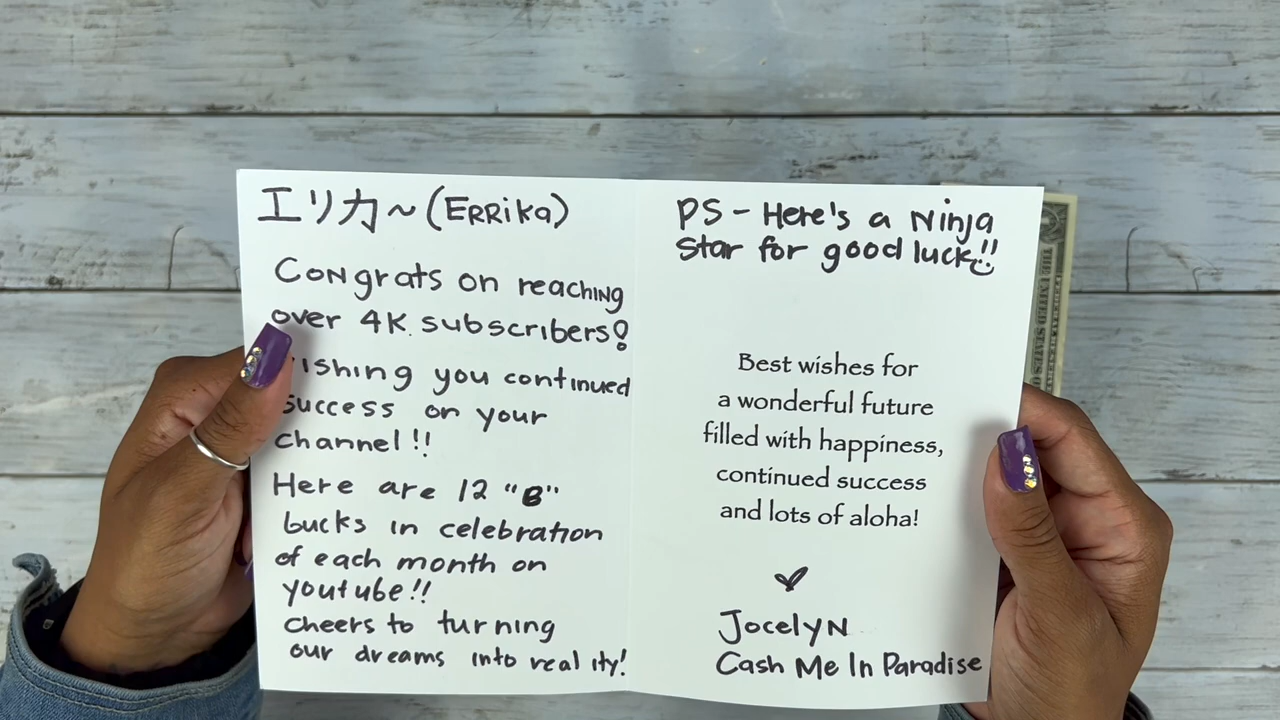 エリカ~(ERRika)
Congrats on reaching
over 4K subscribers!
ishing you continued
success on your
channel!!
Here are 12 "B"
bucks in celebration
of each month on
youtube!!
cheers to turning
our dreams into reality!
PS - Here's a Ninja
Star for good luck!!
Best wishes for
a wonderful future
filled with happiness,
continued success
and lots of aloha!
Jocelyn
Cash Me In Paradise
THE UNITED STATES O